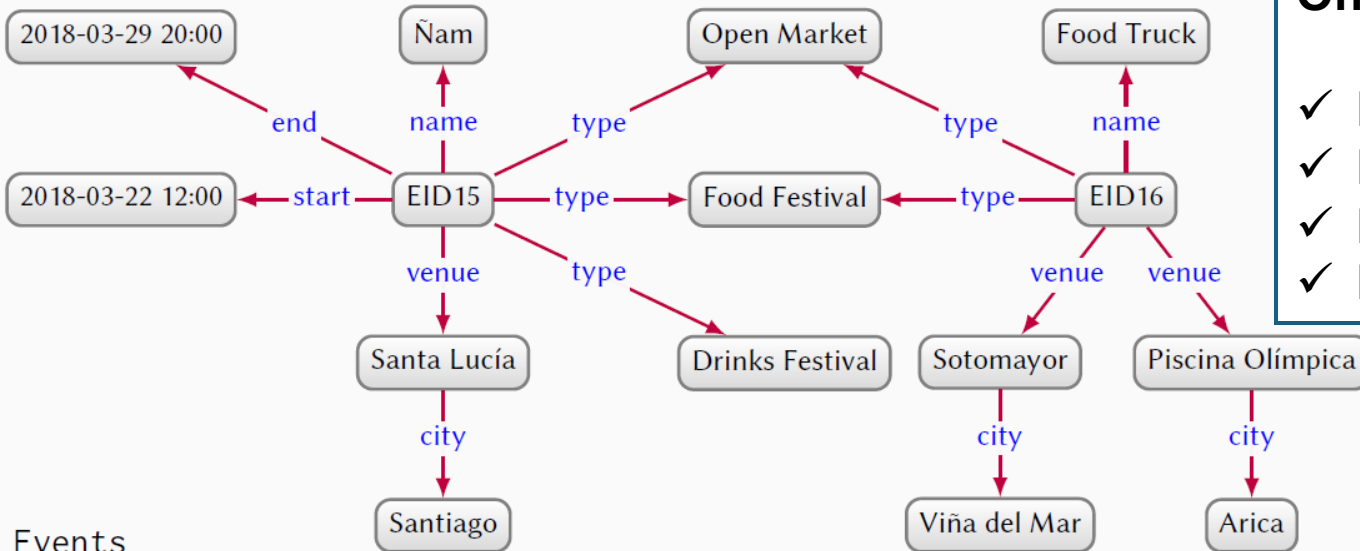 2018-03-29 20:00
Ñam
Open Market
Food Truck
end
name
type
type
name
2018-03-22 12:00
start
EID15
type
Food Festival
type
EID16
venue
type
venue
venue
Santa Lucía
Drinks Festival
Sotomayor
Piscina Olímpica
city
city
city
Santiago
Viña del Mar
Arica
Events